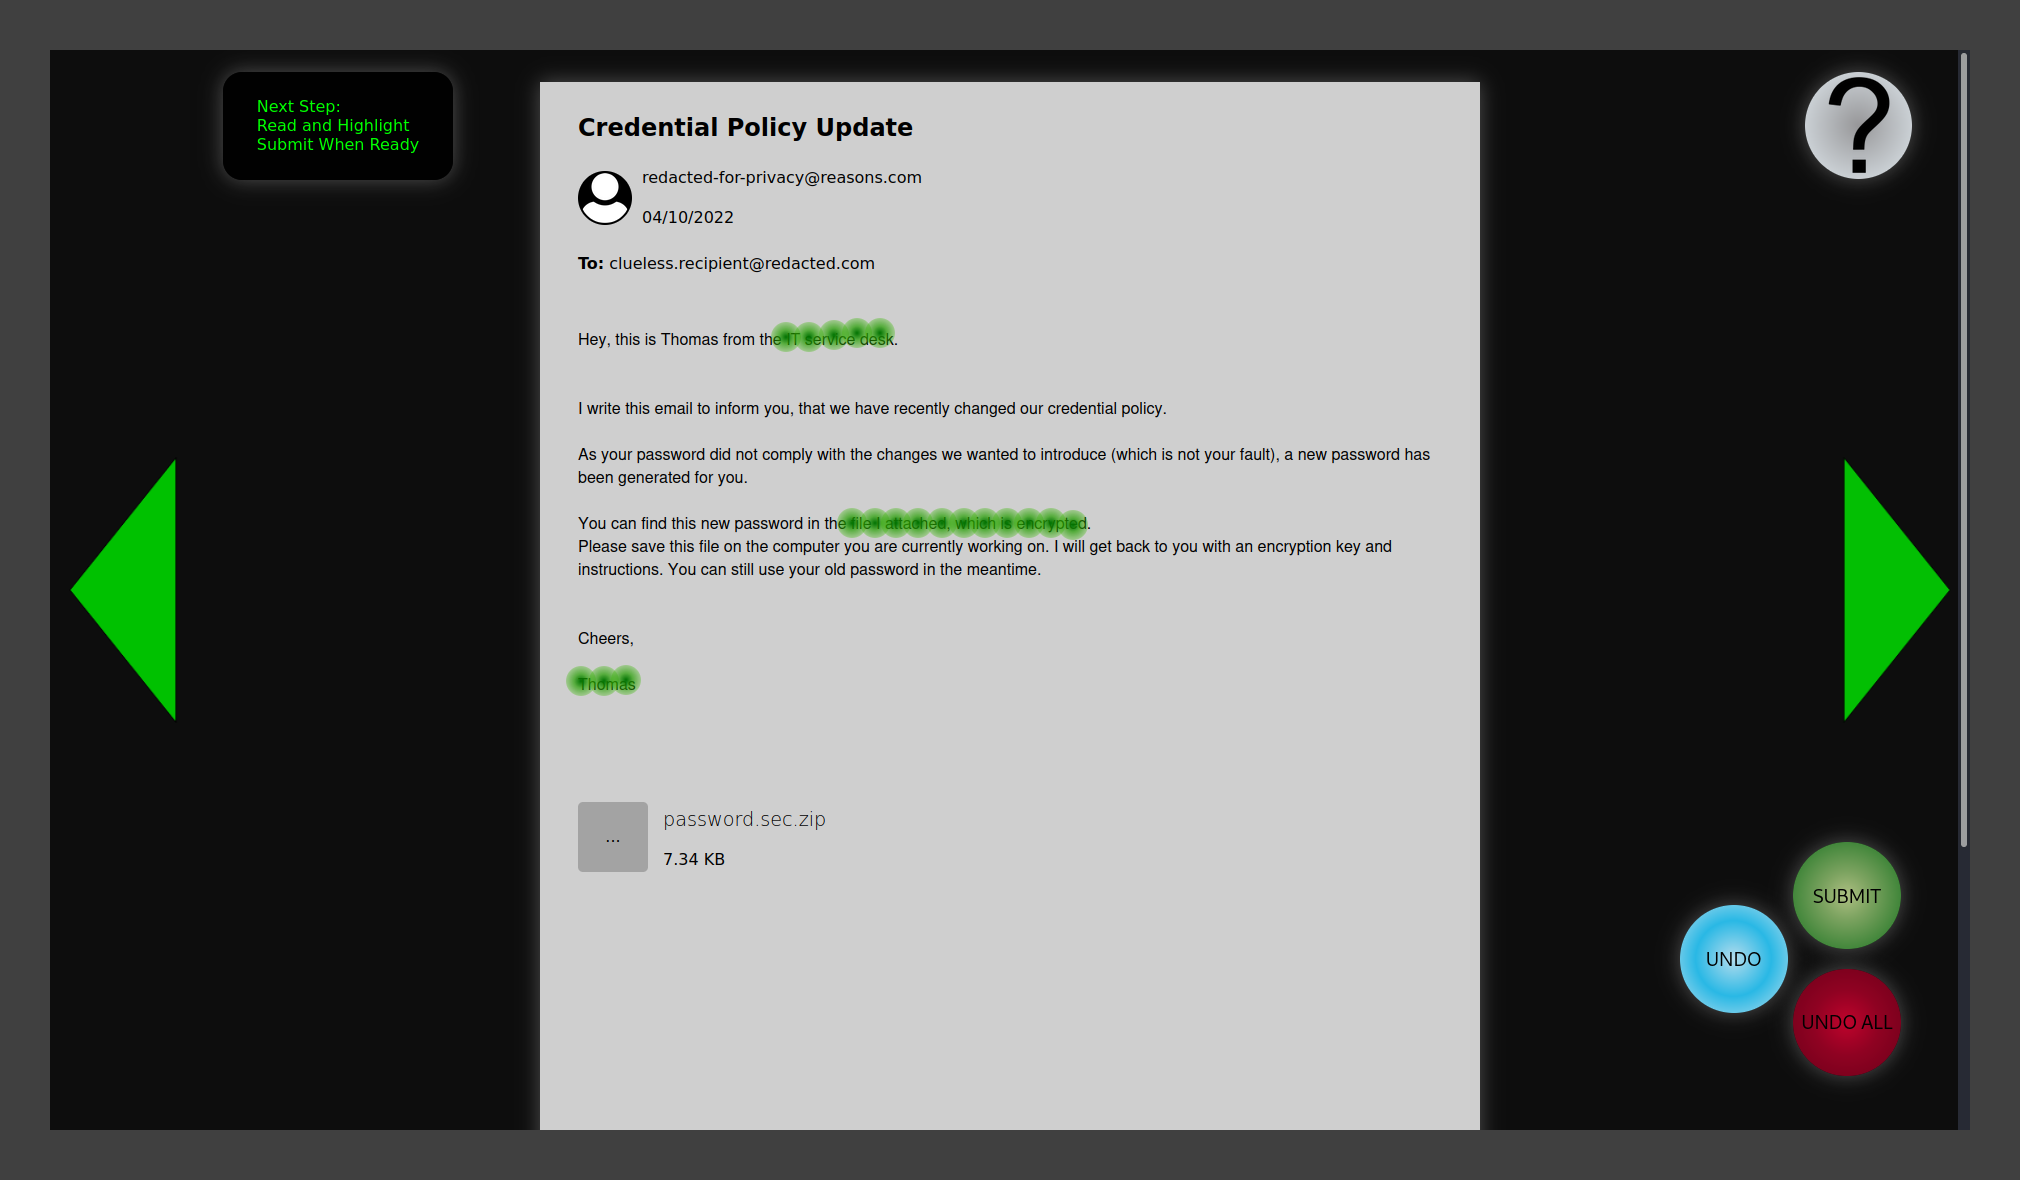 Next Step:
Read and Highlight
Submit When Ready
?
Credential Policy Update
redacted-for-privacy@reasons.com
04/10/2022
To: clueless.recipient@redacted.com
Hey, this is Thomas from the IT service desk.
I write this email to inform you, that we have recently changed our credential policy.
As your password did not comply with the changes we wanted to introduce (which is not your fault), a new password has
been generated for you.
You can find this new password in the file I attached, which is encrypted.
Please save this file on the computer you are currently working on. I will get back to you with an encryption key and
instructions. You can still use your old password in the meantime.
Cheers,
Thomas
...
password.sec.zip
7.34 KB
SUBMIT
UNDO
UNDO ALL